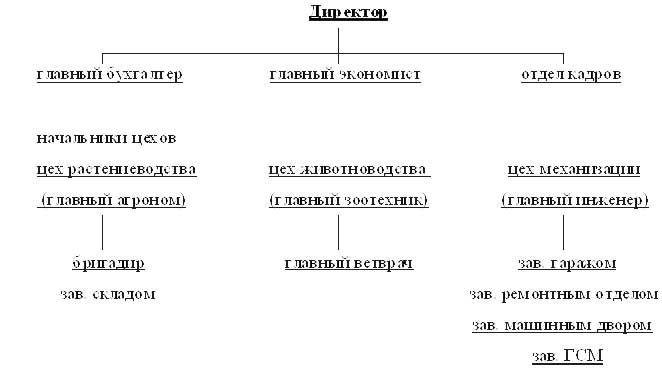 Директор
главный бухгалтер главный экономист отдел кадров
начальники цехов
цех растениеводства цех животноводства цех механизации
(главный агроном) (главный зоотехник) (главный инженер)
бригадир главный ветврач зав. гаражом
зав. складом зав. ремонтным отделом
зав. машинным двором
зав. ГСМ